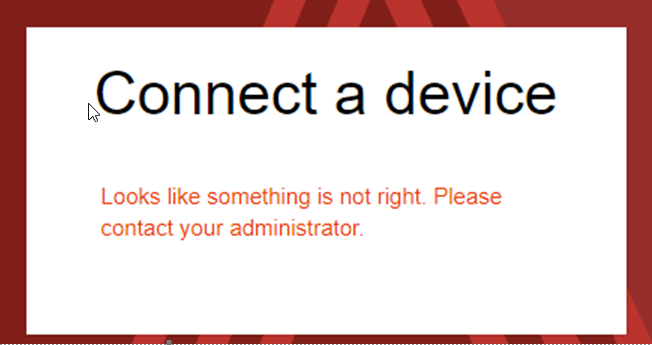 Connect a device
Looks like something is not right. Please
contact your administrator.